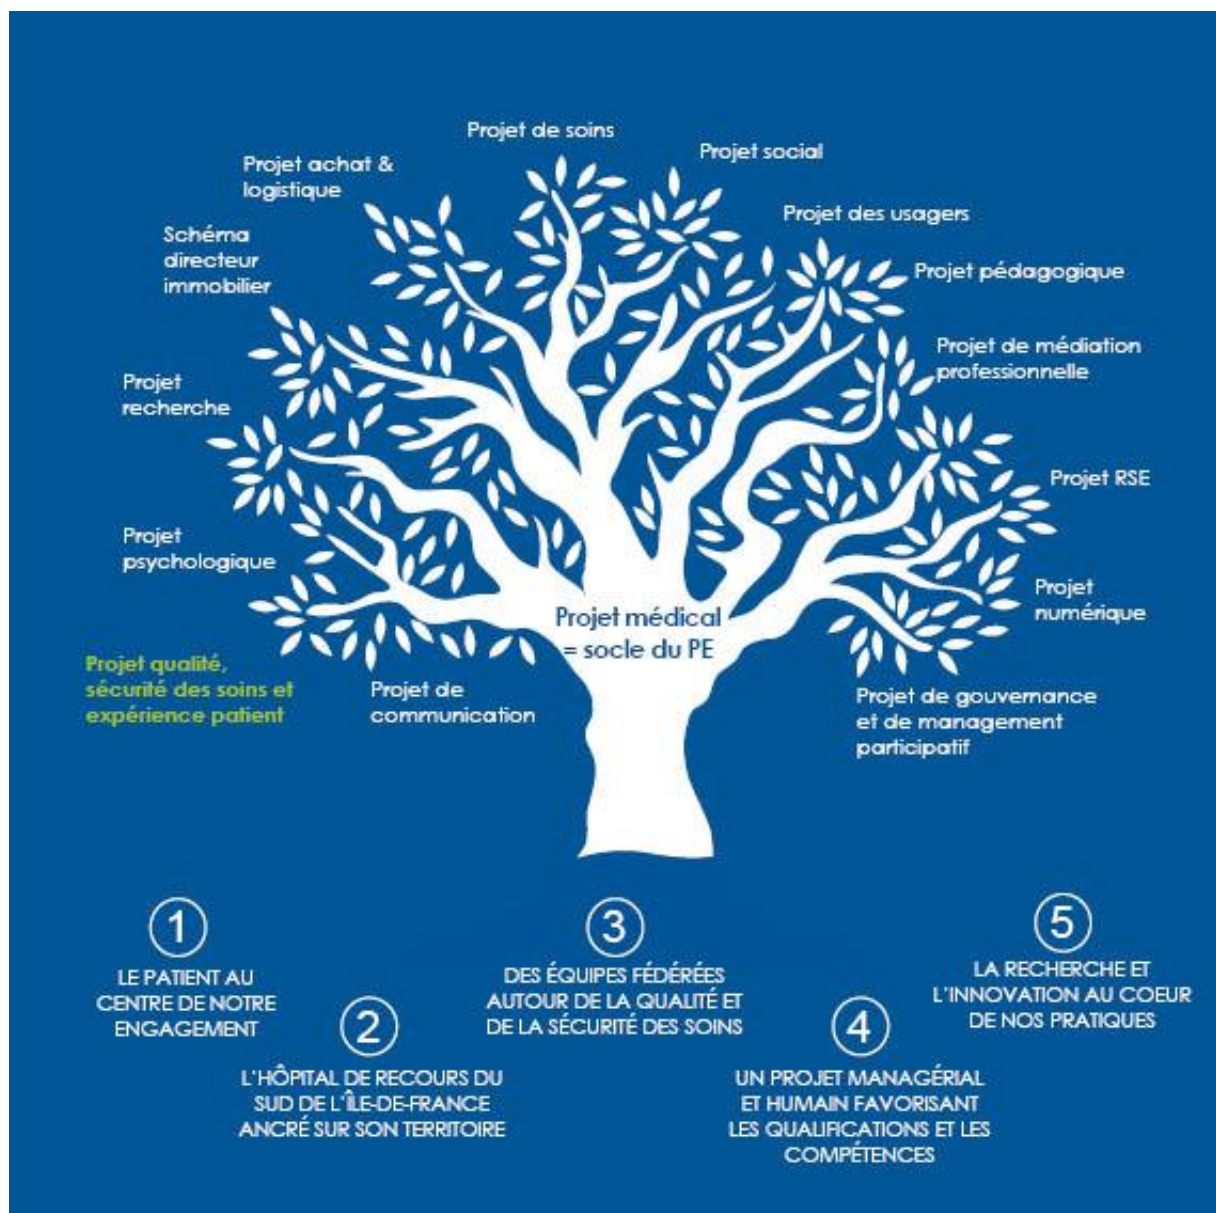 Projet de soins
Projet social
Projet achat &
logistique
Projet des usagers
Schéma
directeur
immobilier
Projet pédagogique
Projet de médiation
professionnelle
Projet
recherche
Projet RSE
Projet
psychologique
Projet
numérique
Projet médical
= socle du PE
Projet qualité,
sécurité des soins et
expérience patient
Projet de
communication
Projet de gouvernance
et de management
participatif
1
LE PATIENT AU
CENTRE DE NOTRE
ENGAGEMENT
2
L'HÔPITAL DE RECOURS DU
SUD DE L'ÎLE-DE-FRANCE
ANCRÉ SUR SON TERRITOIRE
3
DES ÉQUIPES FÉDÉRÉES
AUTOUR DE LA QUALITÉ ET
DE LA SÉCURITÉ DES SOINS
4
UN PROJET MANAGÉRIAL
ET HUMAIN FAVORISANT
LES QUALIFICATIONS ET LES
COMPÉTENCES
5
LA RECHERCHE ET
L'INNOVATION AU COEUR
DE NOS PRATIQUES